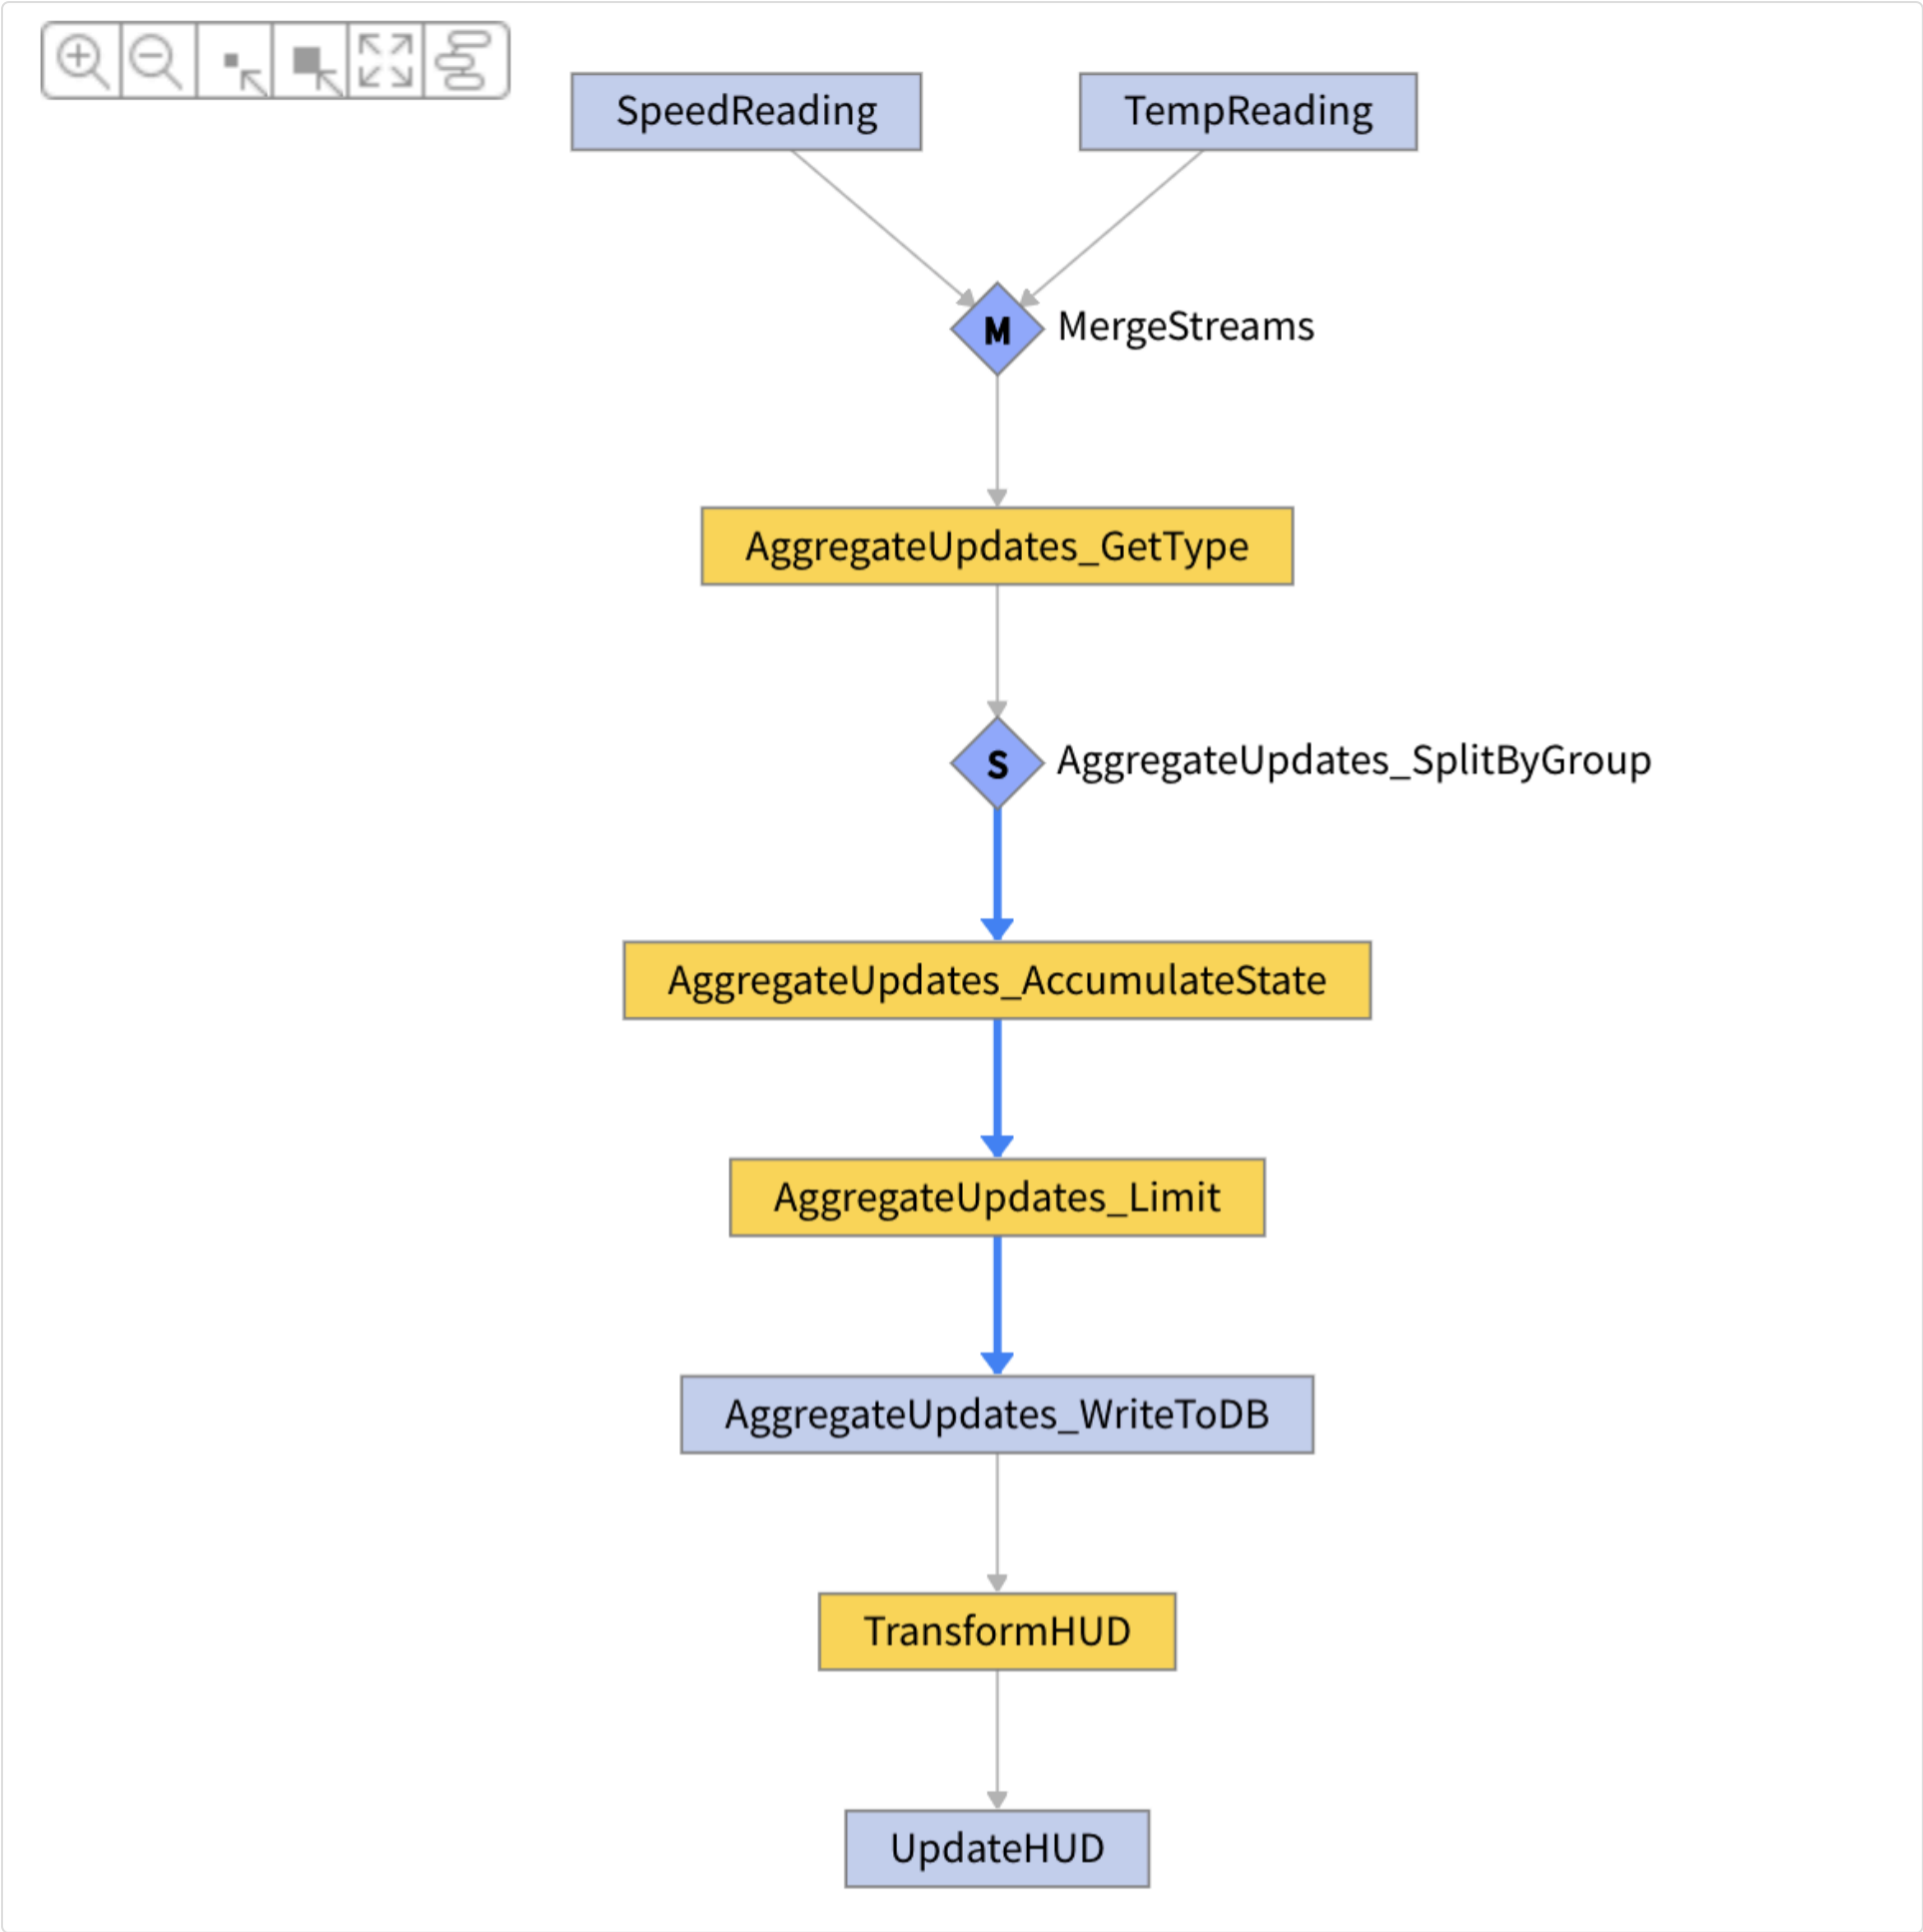 SpeedReading
TempReading
M
MergeStreams
AggregateUpdates_GetType
S
AggregateUpdates_SplitByGroup
AggregateUpdates_AccumulateState
AggregateUpdates_Limit
AggregateUpdates_WriteToDB
TransformHUD
UpdateHUD